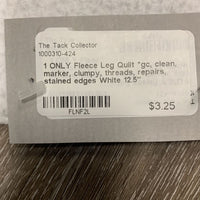 The Tack Collector
1000310-424
1 ONLY Fleece Leg Quilt *gc, clean,
marker, clumpy, threads, repairs,
stained edges White 12.5"
$3.25
FLNF2L